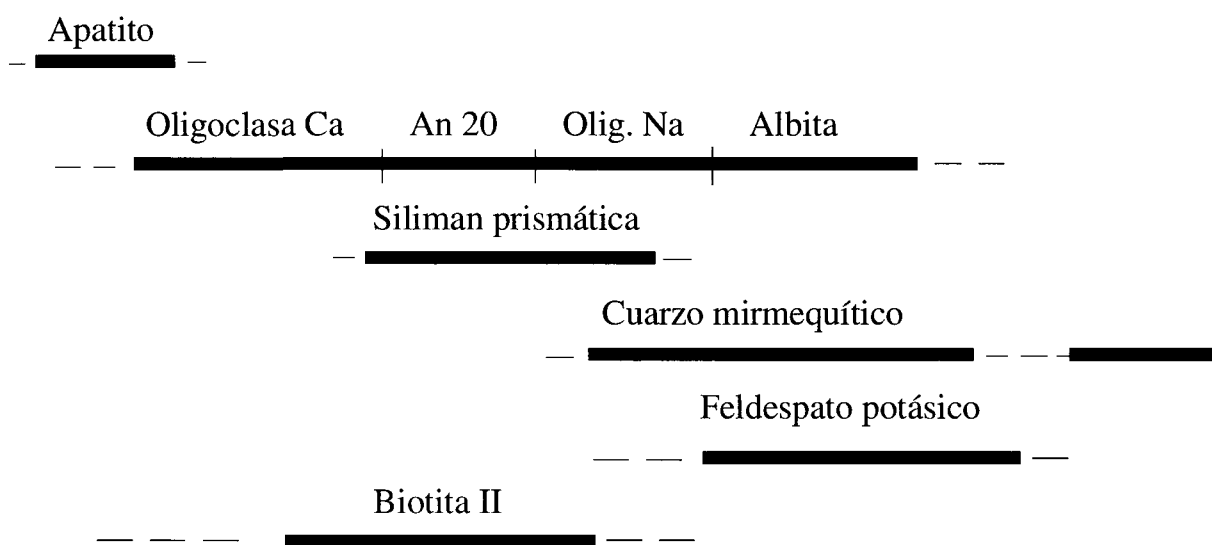 Apatito
Oligoclasa Ca An 20 Olig. Na Albita
Siliman prismática
Cuarzo mirmequítico
Feldespato potásico
Biotita II